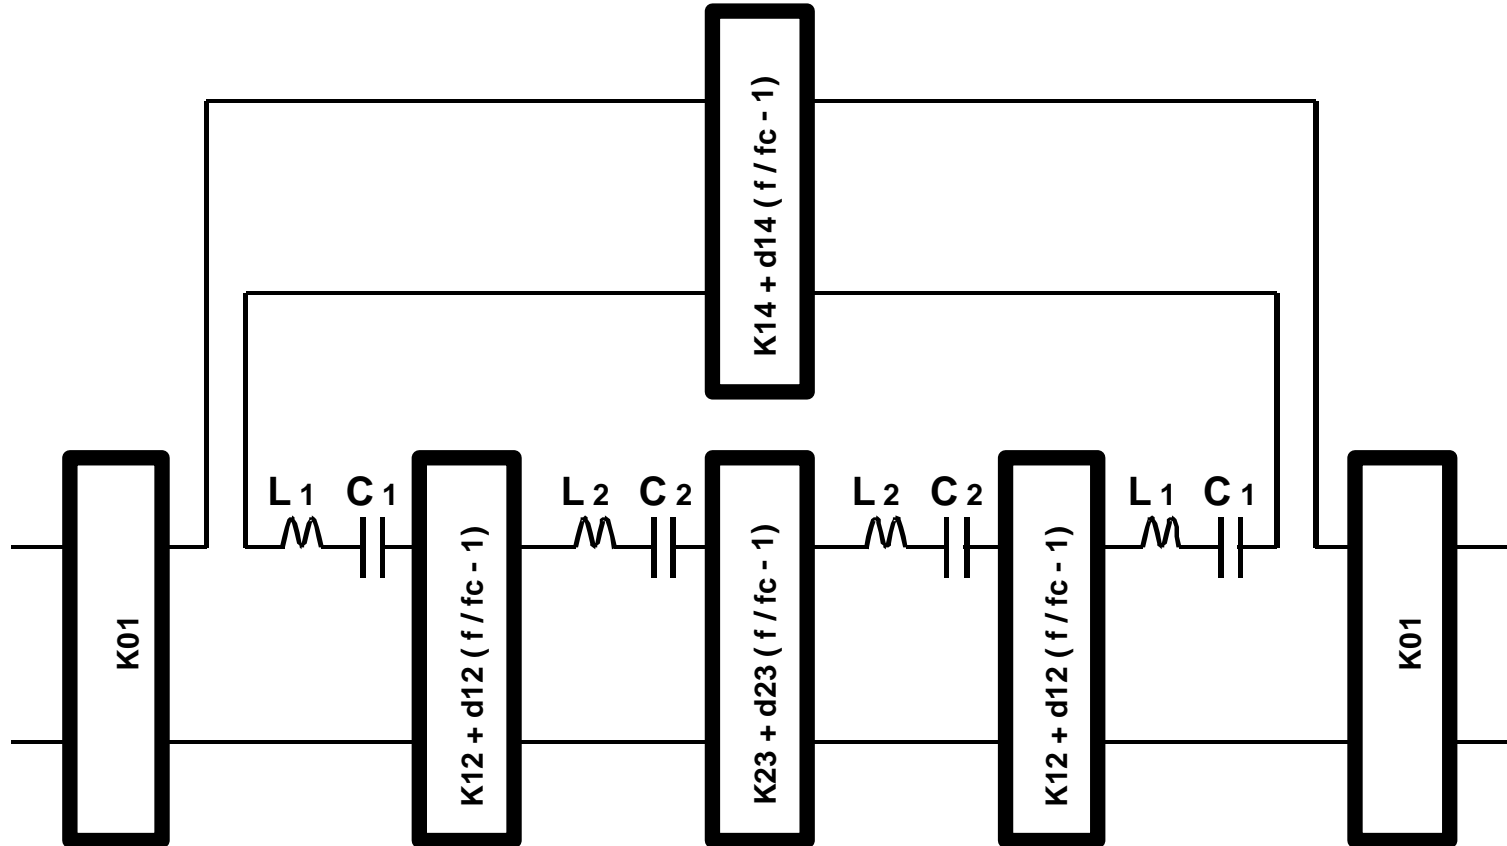 K14 + d14 ( f / fc - 1)
L 1 C 1
L 2 C 2
L 2 C 2
L 1 C 1
K01
K12 + d12 ( f / fc - 1)
K23 + d23 ( f / fc - 1)
K12 + d12 ( f / fc - 1)
K01